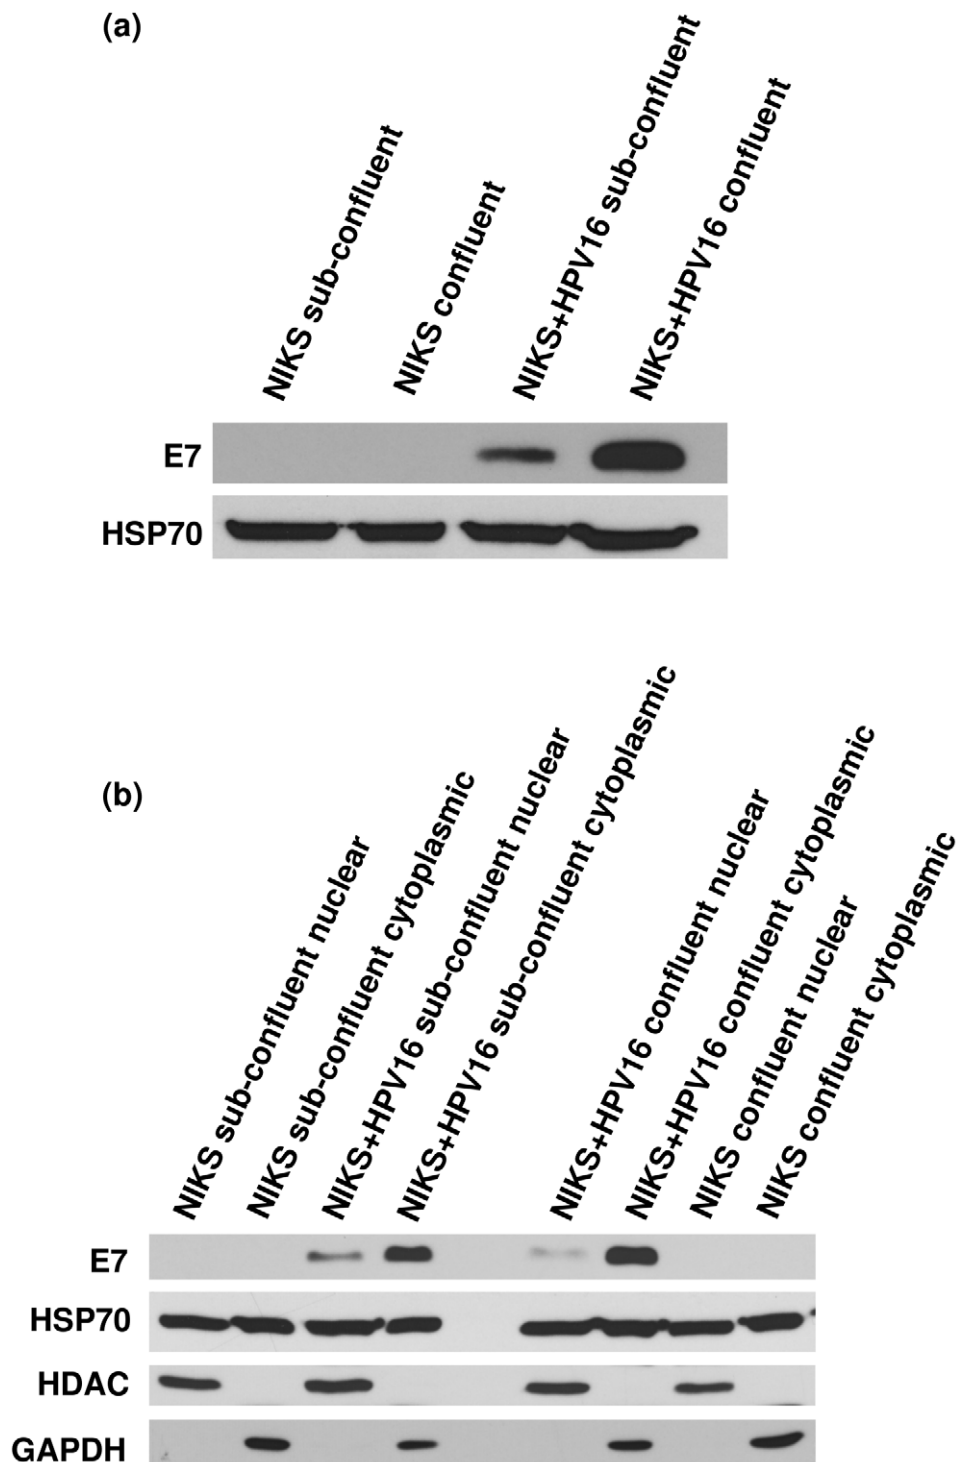 (a)
NIKS sub-confluent
NIKS confluent
NIKS+HPV16 sub-confluent
NIKS+HPV16 confluent
E7
HSP70
(b)
NIKS sub-confluent nuclear
NIKS sub-confluent cytoplasmic
NIKS+HPV16 sub-confluent nuclear
NIKS+HPV16 sub-confluent cytoplasmic
NIKS+HPV16 confluent nuclear
NIKS+HPV16 confluent cytoplasmic
NIKS confluent nuclear
NIKS confluent cytoplasmic
E7
HSP70
HDAC
GAPDH